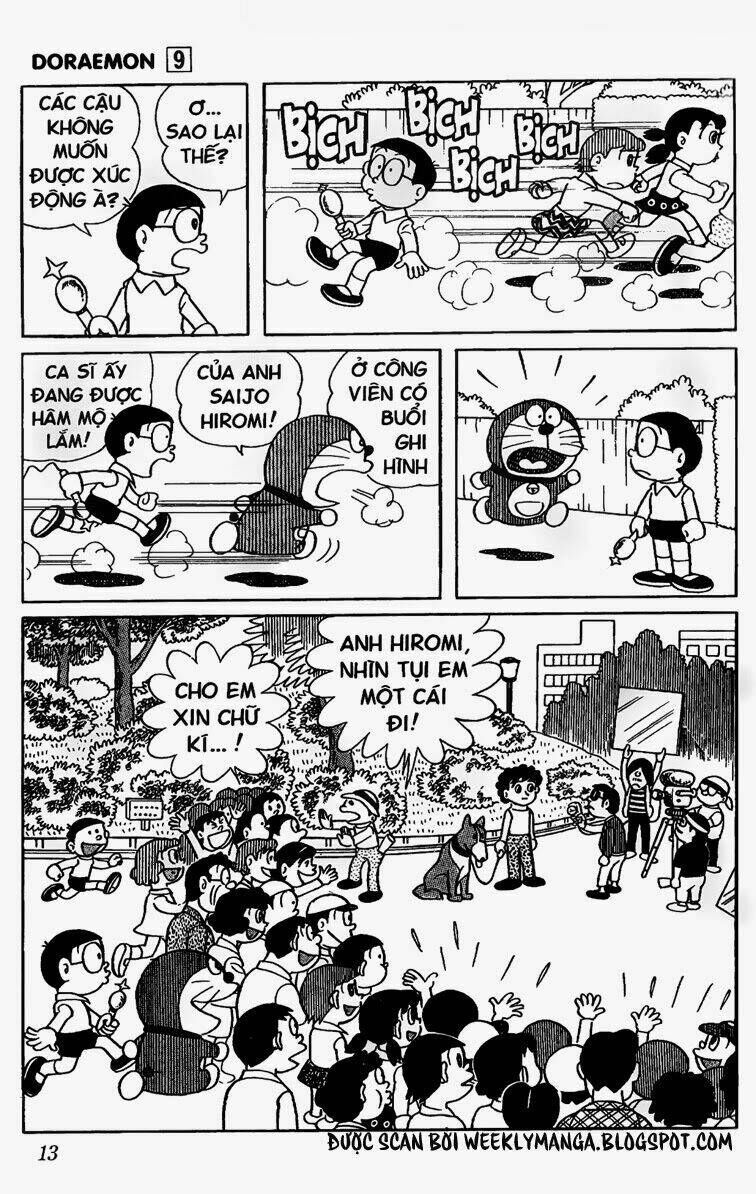 DORAEMON 9
CÁC CẬU
KHÔNG
MUỐN
ĐƯỢC XÚC
ĐỘNG À?
Ơ...
SAO LẠI
THẾ?
BỊCH
BỊCH
BỊCH
BỊCH
CA SĨ ẤY
ĐANG ĐƯỢC
HÂM MỘ
LẮM!
CỦA ANH
SAIJO
HIROMI!
Ở CÔNG
VIÊN CÓ
BUỔI
GHI
HÌNH
CHO EM
XIN CHỮ
KÍ... !
ANH HIROMI,
NHÌN TỤI EM
MỘT CÁI
ĐI!
13
ĐƯỢC SCAN BỞI WEEKLYMANGA.BLOGSPOT.COM